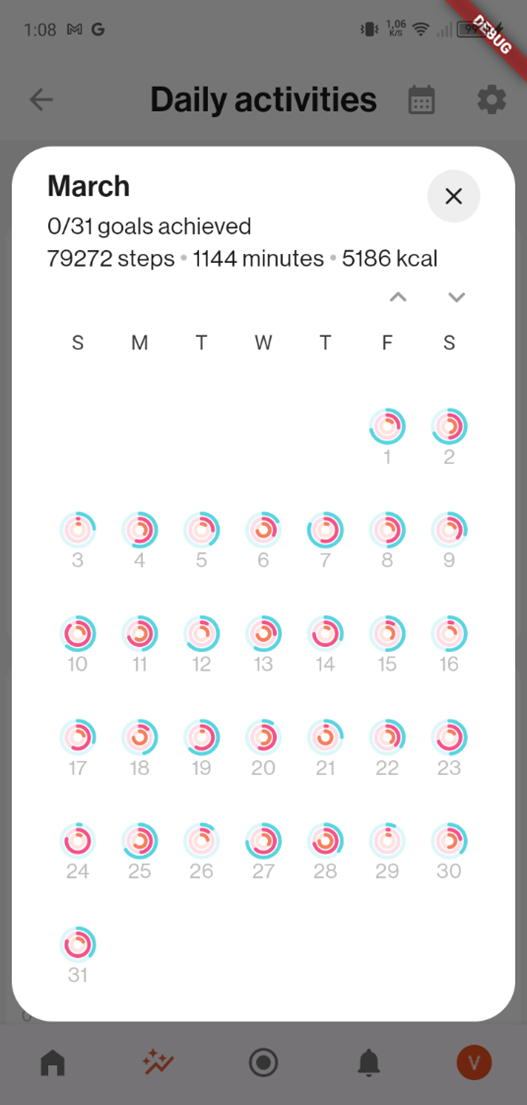 1:08 M G 1,06 K/S 99
DEBUG
Daily activities
March
0/31 goals achieved
79272 steps • 1144 minutes • 5186 kcal
S M T W T F S
1 2
3 4 5 6 7 8 9
10 11 12 13 14 15 16
17 18 19 20 21 22 23
24 25 26 27 28 29 30
31
0
V